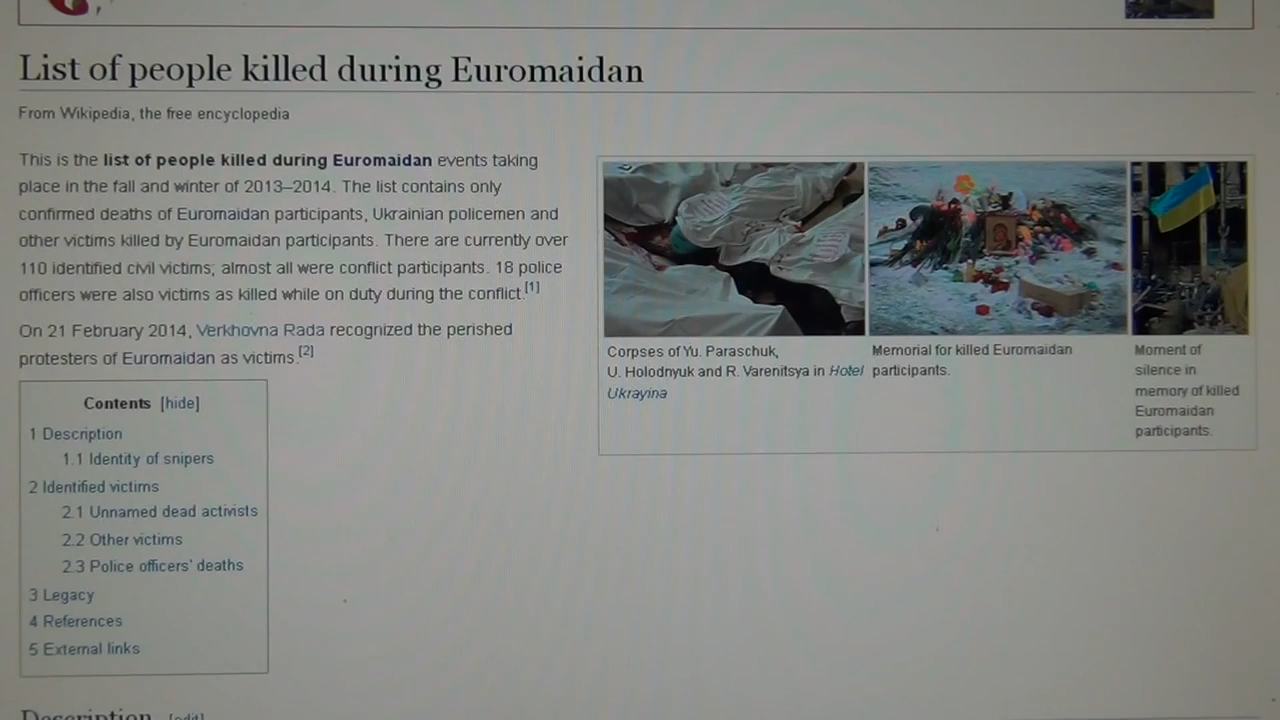 List of people killed during Euromaidan
From Wikipedia, the free encyclopedia
This is the list of people killed during Euromaidan events taking
place in the fall and winter of 2013–2014. The list contains only
confirmed deaths of Euromaidan participants, Ukrainian policemen and
other victims killed by Euromaidan participants. There are currently over
110 identified civil victims; almost all were conflict participants. 18 police
officers were also victims as killed while on duty during the conflict.[1]
On 21 February 2014, Verkhovna Rada recognized the perished
protesters of Euromaidan as victims.[2]
Corpses of Yu. Paraschuk,
U. Holodnyuk and R. Varenitsya in Hotel
Ukrayina
Memorial for killed Euromaidan
participants.
Moment of
silence in
memory of killed
Euromaidan
participants.
Contents [hide]
1 Description
1.1 Identity of snipers
2 Identified victims
2.1 Unnamed dead activists
2.2 Other victims
2.3 Police officers' deaths
3 Legacy
4 References
5 External links
Description [edit]